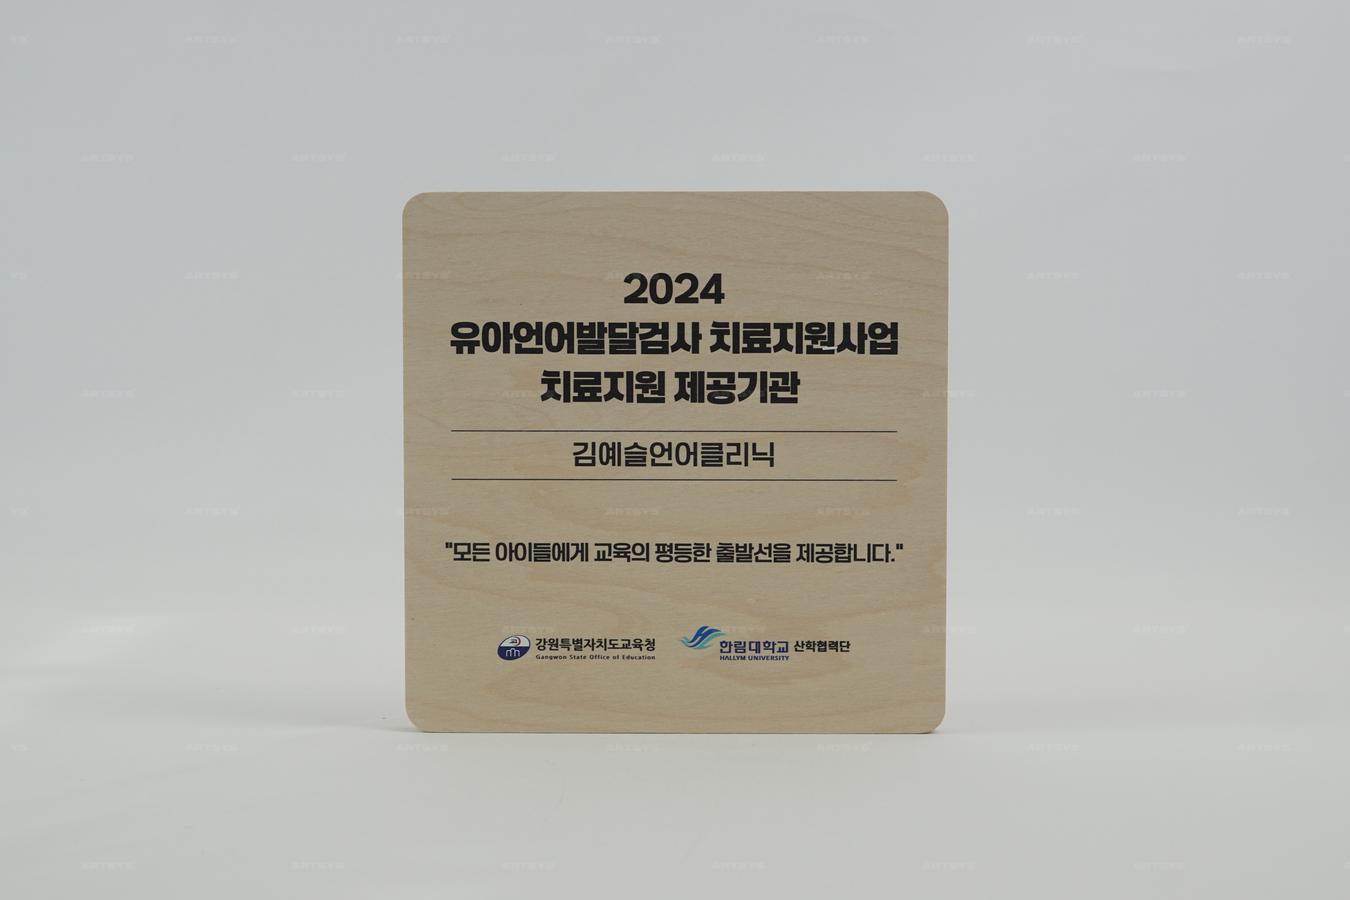 2024
유아언어발달검사 치료지원사업
치료지원 제공기관
김예슬언어클리닉
"모든 아이들에게 교육의 평등한 출발선을 제공합니다."
강원특별자치도교육청
Gangwon State Office of Education
한림대학교 산학협력단
HALLYM UNIVERSITY
ARTSYS